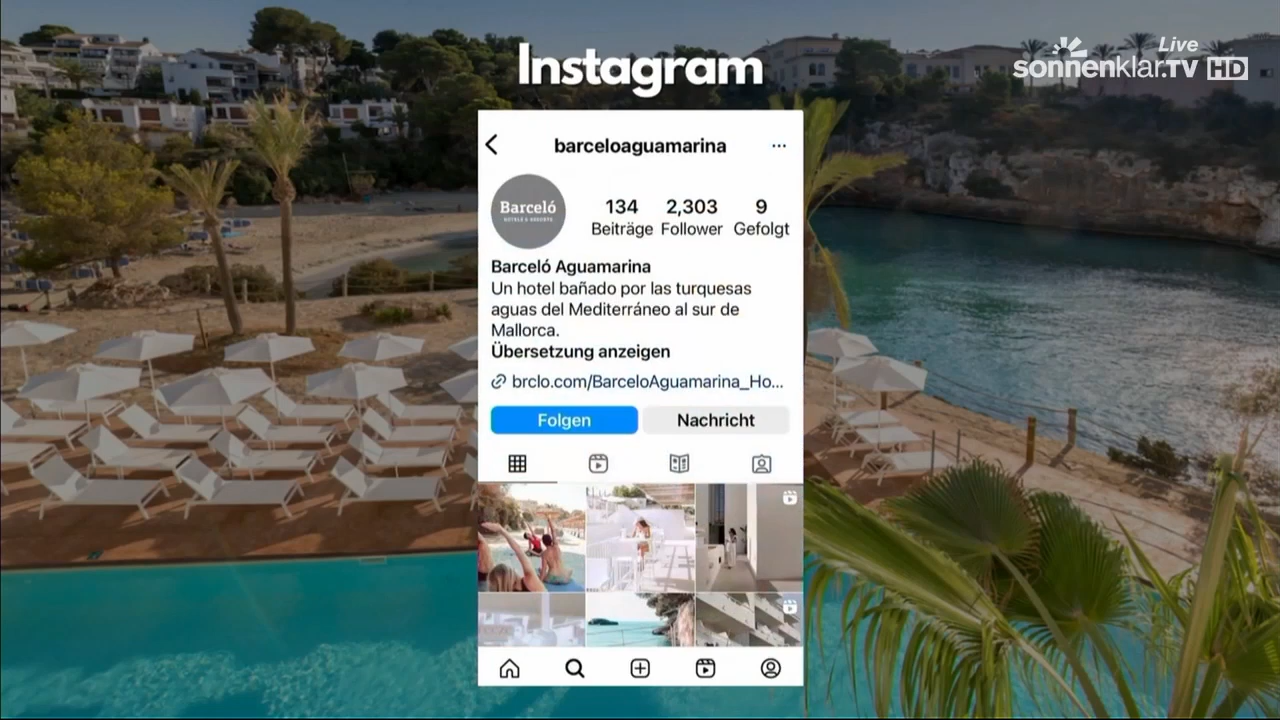 Instagram
Live
sonnenklar.TV HD
barceloaguamarina
Barceló
HOTELS & RESORTS
134 2,303 9
Beiträge Follower Gefolgt
Barceló Aguamarina
Un hotel bañado por las turquesas
aguas del Mediterráneo al sur de
Mallorca.
Übersetzung anzeigen
brclo.com/BarceloAguamarina_Ho...
Folgen Nachricht